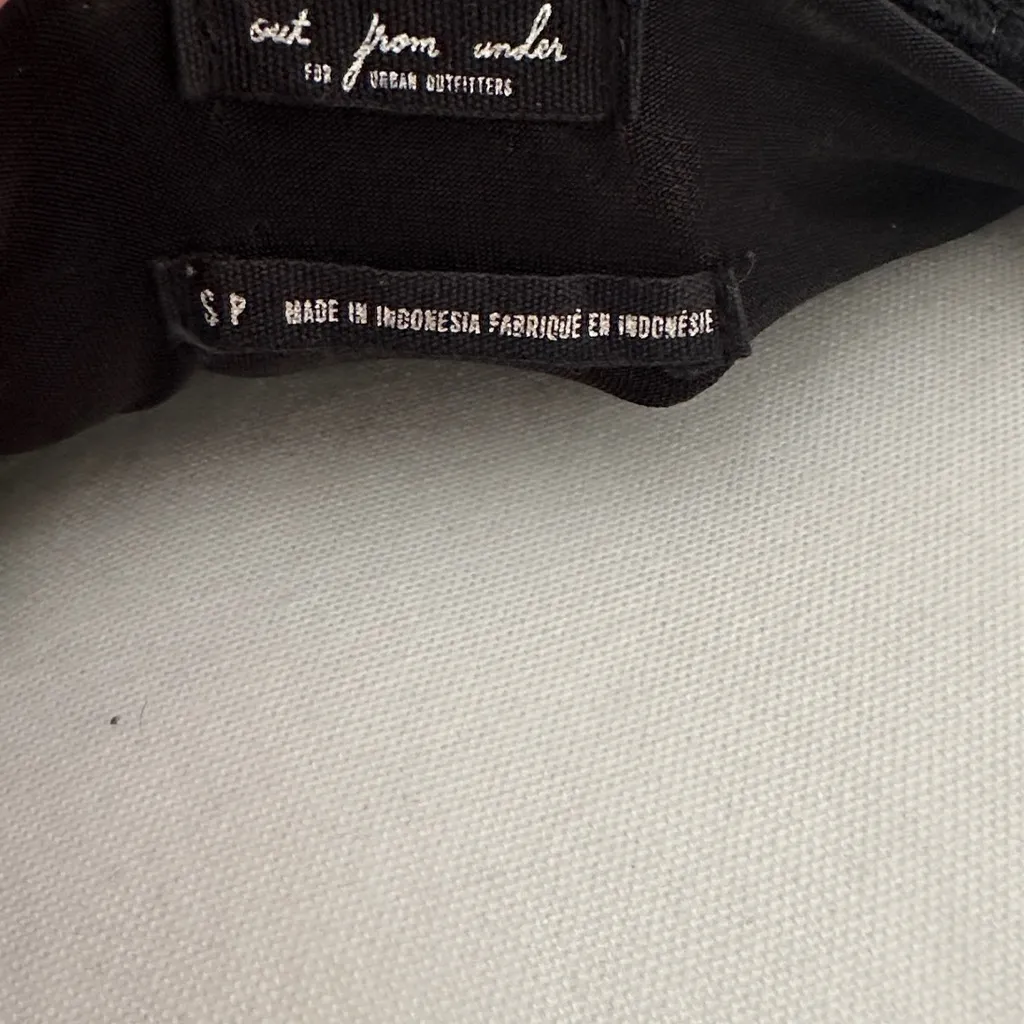 out from under
FOR URBAN OUTFITTERS
S P MADE IN INDONESIA FABRIQUÉ EN INDONÉSIE